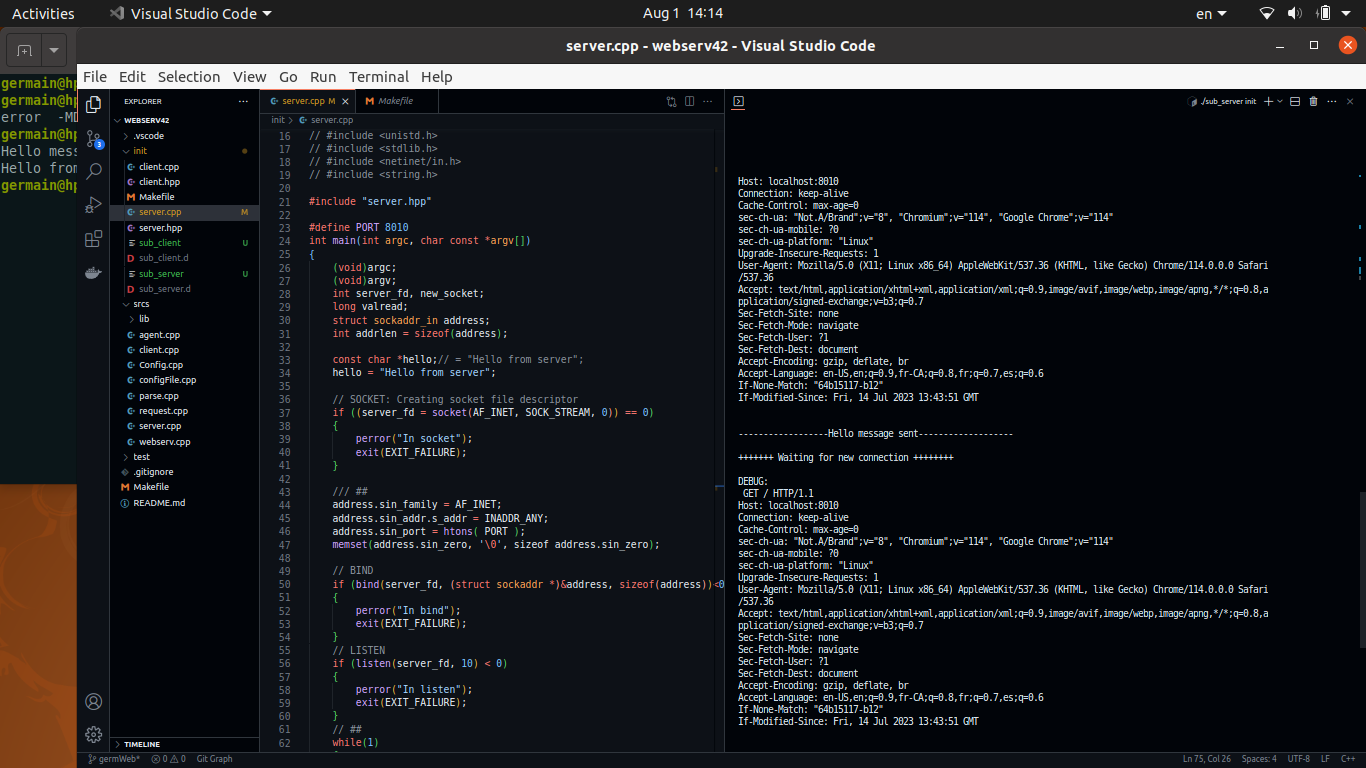 Activities
Visual Studio Code
Aug 1 14:14
en
server.cpp - webserv42 - Visual Studio Code
germain@hp
germain@hp
error -MD
germain@hp
Hello mess
Hello from
germain@hp
File Edit Selection View Go Run Terminal Help
EXPLORER
WEBSERV42
.vscode
init
client.cpp
client.hpp
Makefile
server.cpp M
server.hpp
sub_client U
sub_client.d
sub_server U
sub_server.d
srcs
lib
agent.cpp
client.cpp
Config.cpp
configFile.cpp
parse.cpp
request.cpp
server.cpp
webserv.cpp
test
.gitignore
Makefile
README.md
TIMELINE
3
server.cpp M
Makefile
init > server.cpp
16 // #include <unistd.h>
17 // #include <stdlib.h>
18 // #include <netinet/in.h>
19 // #include <string.h>
20
21 #include "server.hpp"
22
23 #define PORT 8010
24 int main(int argc, char const *argv[])
25 {
26 (void)argc;
27 (void)argv;
28 int server_fd, new_socket;
29 long valread;
30 struct sockaddr_in address;
31 int addrlen = sizeof(address);
32
33 const char *hello;// = "Hello from server";
34 hello = "Hello from server";
35
36 // SOCKET: Creating socket file descriptor
37 if ((server_fd = socket(AF_INET, SOCK_STREAM, 0)) == 0)
38 {
39 perror("In socket");
40 exit(EXIT_FAILURE);
41 }
42
43 /// ##
44 address.sin_family = AF_INET;
45 address.sin_addr.s_addr = INADDR_ANY;
46 address.sin_port = htons( PORT );
47 memset(address.sin_zero, '\0', sizeof address.sin_zero);
48
49 // BIND
50 if (bind(server_fd, (struct sockaddr *)&address, sizeof(address))<0
51 {
52 perror("In bind");
53 exit(EXIT_FAILURE);
54 }
55 // LISTEN
56 if (listen(server_fd, 10) < 0)
57 {
58 perror("In listen");
59 exit(EXIT_FAILURE);
60 }
61 // ##
62 while(1)
./sub_server init
Host: localhost:8010
Connection: keep-alive
Cache-Control: max-age=0
sec-ch-ua: "Not.A/Brand";v="8", "Chromium";v="114", "Google Chrome";v="114"
sec-ch-ua-mobile: ?0
sec-ch-ua-platform: "Linux"
Upgrade-Insecure-Requests: 1
User-Agent: Mozilla/5.0 (X11; Linux x86_64) AppleWebKit/537.36 (KHTML, like Gecko) Chrome/114.0.0.0 Safari
/537.36
Accept: text/html,application/xhtml+xml,application/xml;q=0.9,image/avif,image/webp,image/apng,*/*;q=0.8,a
pplication/signed-exchange;v=b3;q=0.7
Sec-Fetch-Site: none
Sec-Fetch-Mode: navigate
Sec-Fetch-User: ?1
Sec-Fetch-Dest: document
Accept-Encoding: gzip, deflate, br
Accept-Language: en-US,en;q=0.9,fr-CA;q=0.8,fr;q=0.7,es;q=0.6
If-None-Match: "64b15117-b12"
If-Modified-Since: Fri, 14 Jul 2023 13:43:51 GMT
------------------Hello message sent-------------------
+++++++ Waiting for new connection ++++++++
DEBUG:
GET / HTTP/1.1
Host: localhost:8010
Connection: keep-alive
Cache-Control: max-age=0
sec-ch-ua: "Not.A/Brand";v="8", "Chromium";v="114", "Google Chrome";v="114"
sec-ch-ua-mobile: ?0
sec-ch-ua-platform: "Linux"
Upgrade-Insecure-Requests: 1
User-Agent: Mozilla/5.0 (X11; Linux x86_64) AppleWebKit/537.36 (KHTML, like Gecko) Chrome/114.0.0.0 Safari
/537.36
Accept: text/html,application/xhtml+xml,application/xml;q=0.9,image/avif,image/webp,image/apng,*/*;q=0.8,a
pplication/signed-exchange;v=b3;q=0.7
Sec-Fetch-Site: none
Sec-Fetch-Mode: navigate
Sec-Fetch-User: ?1
Sec-Fetch-Dest: document
Accept-Encoding: gzip, deflate, br
Accept-Language: en-US,en;q=0.9,fr-CA;q=0.8,fr;q=0.7,es;q=0.6
If-None-Match: "64b15117-b12"
If-Modified-Since: Fri, 14 Jul 2023 13:43:51 GMT
germWeb* 0 0 Git Graph
Ln 75, Col 26 Spaces: 4 UTF-8 LF C++